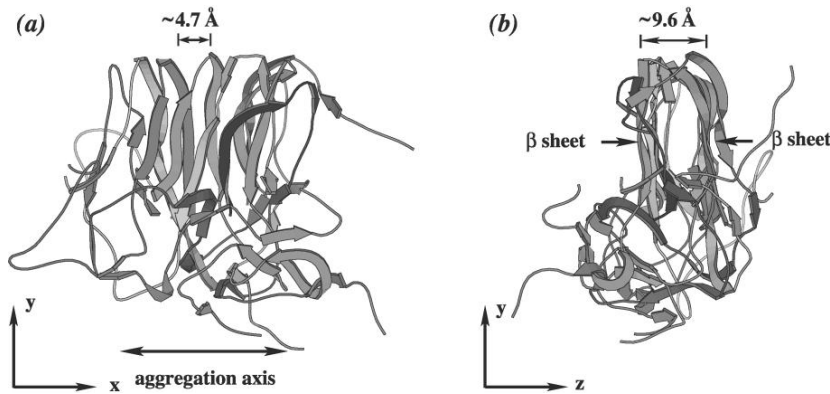 (a)
~4.7 Å
y
x
aggregation axis
(b)
~9.6 Å
β sheet
β sheet
y
z